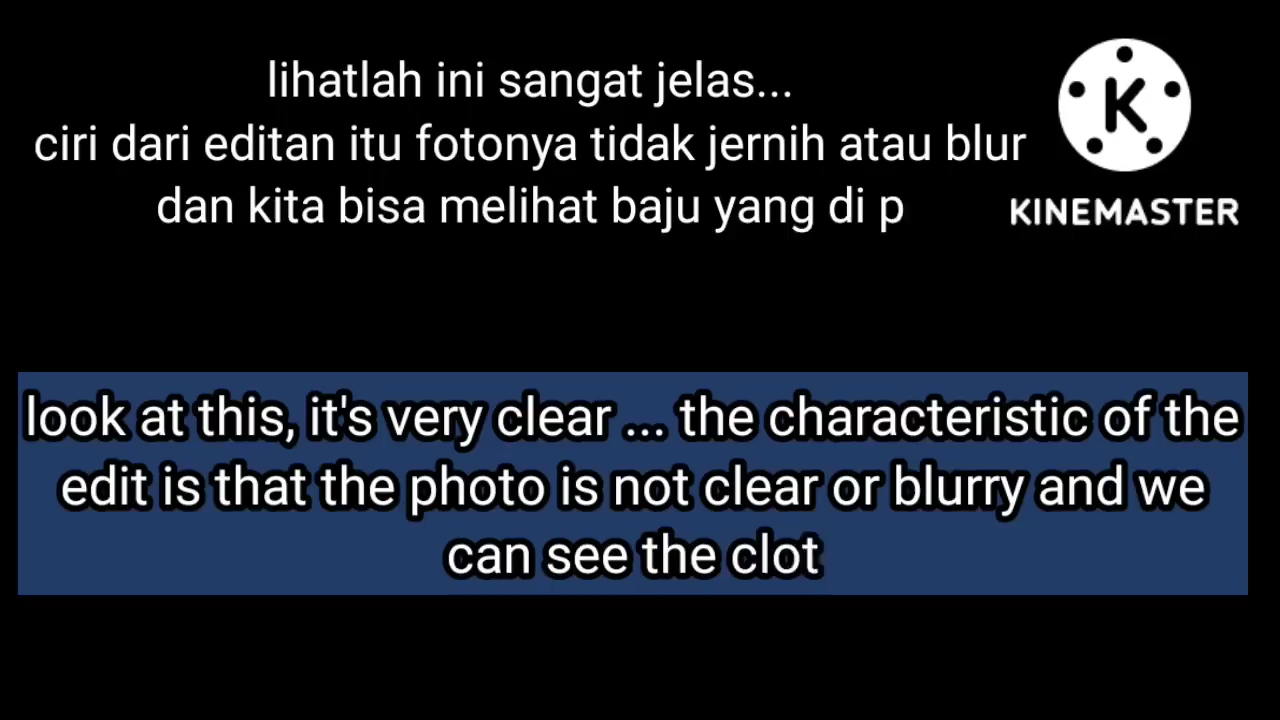 lihatlah ini sangat jelas...
ciri dari editan itu fotonya tidak jernih atau blur
dan kita bisa melihat baju yang di p
K
KINEMASTER
look at this, it's very clear ... the characteristic of the
edit is that the photo is not clear or blurry and we
can see the clot